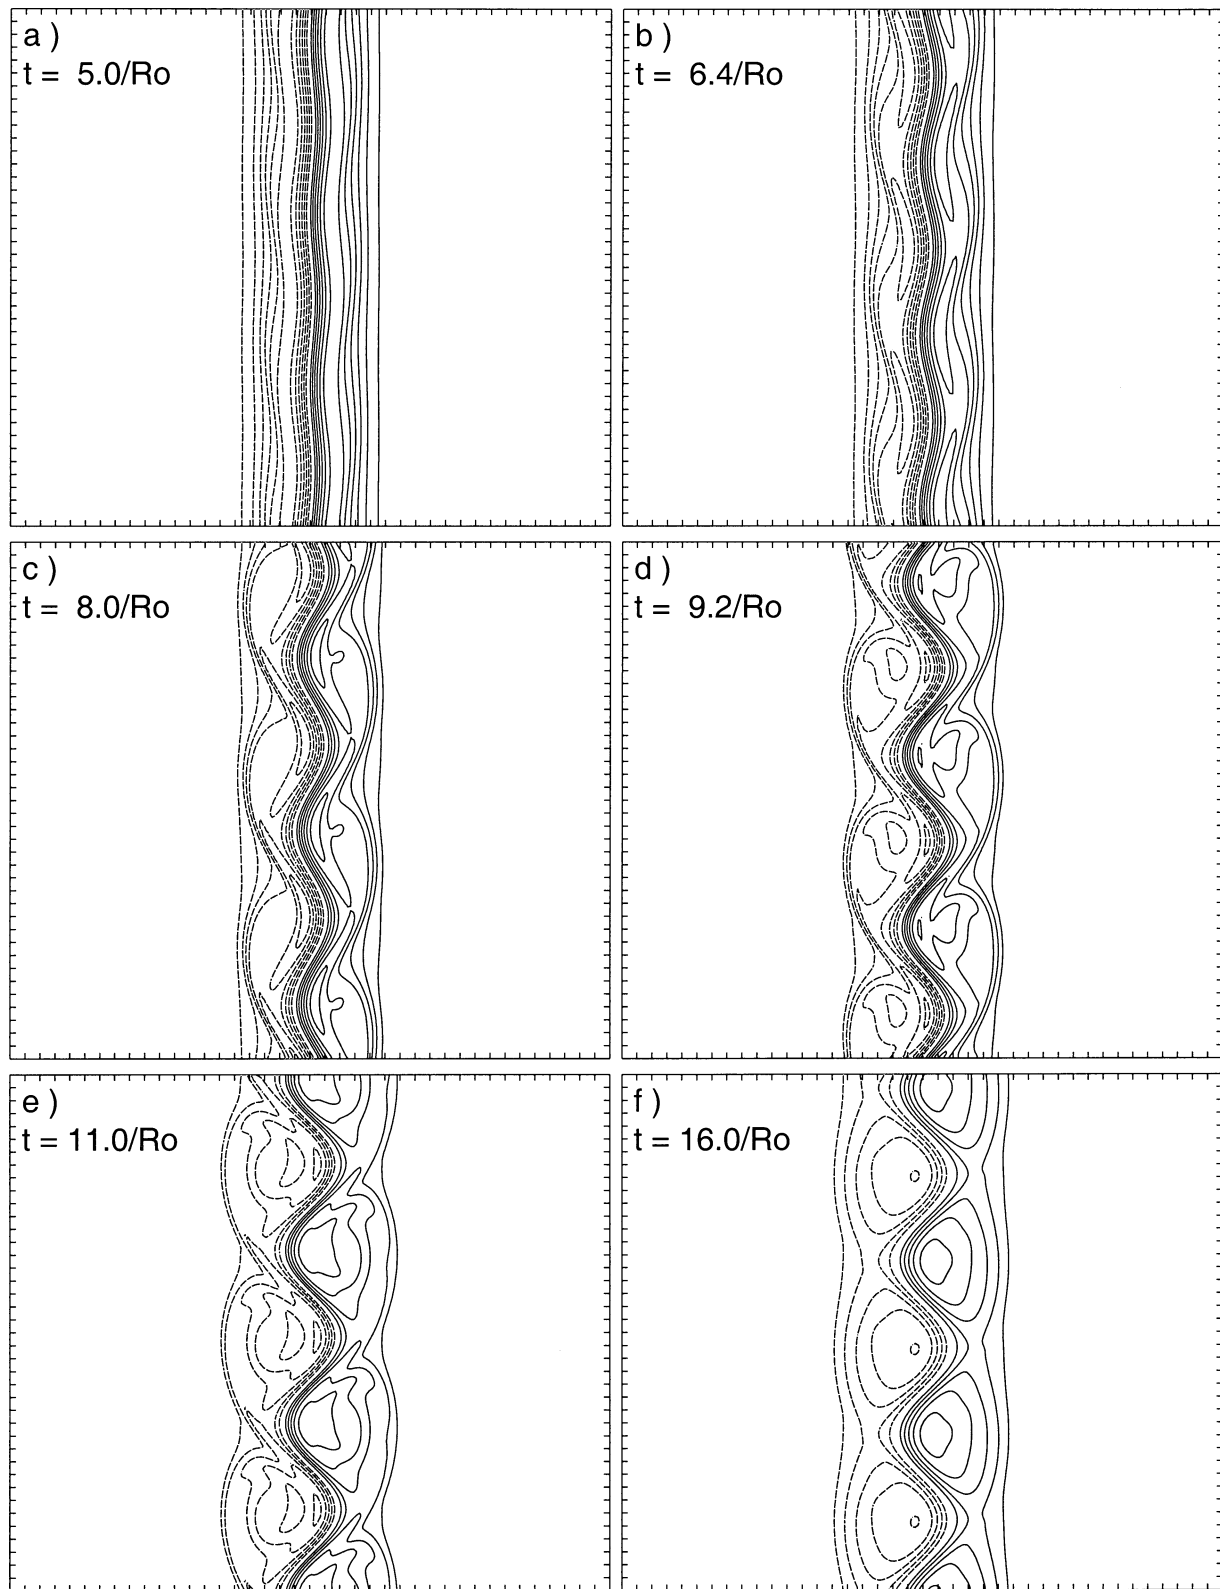 a )
t = 5.0/Ro
b )
t = 6.4/Ro
c )
t = 8.0/Ro
d )
t = 9.2/Ro
e )
t = 11.0/Ro
f )
t = 16.0/Ro